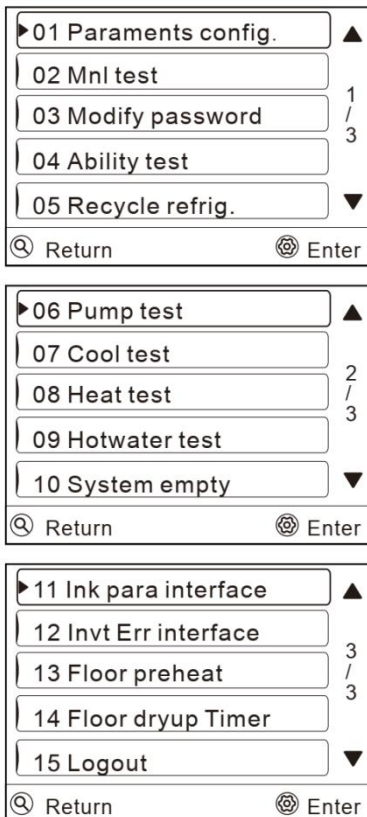 01 Paraments config.
02 Mnl test
03 Modify password
04 Ability test
05 Recycle refrig.
1
/
3
Return Enter
06 Pump test
07 Cool test
08 Heat test
09 Hotwater test
10 System empty
2
/
3
Return Enter
11 Ink para interface
12 Invt Err interface
13 Floor preheat
14 Floor dryup Timer
15 Logout
3
/
3
Return Enter